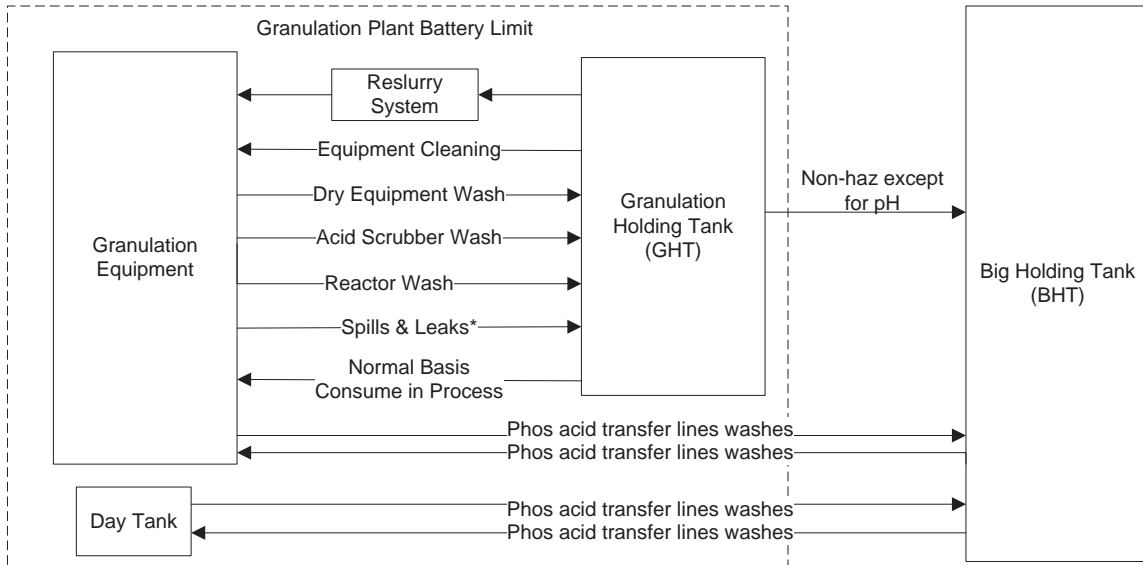 Granulation Plant Battery Limit
Reslurry
System
Equipment Cleaning
Dry Equipment Wash
Acid Scrubber Wash
Reactor Wash
Spills & Leaks*
Normal Basis
Consume in Process
Granulation
Equipment
Granulation
Holding Tank
(GHT)
Non-haz except
for pH
Big Holding Tank
(BHT)
Phos acid transfer lines washes
Phos acid transfer lines washes
Day Tank
Phos acid transfer lines washes
Phos acid transfer lines washes